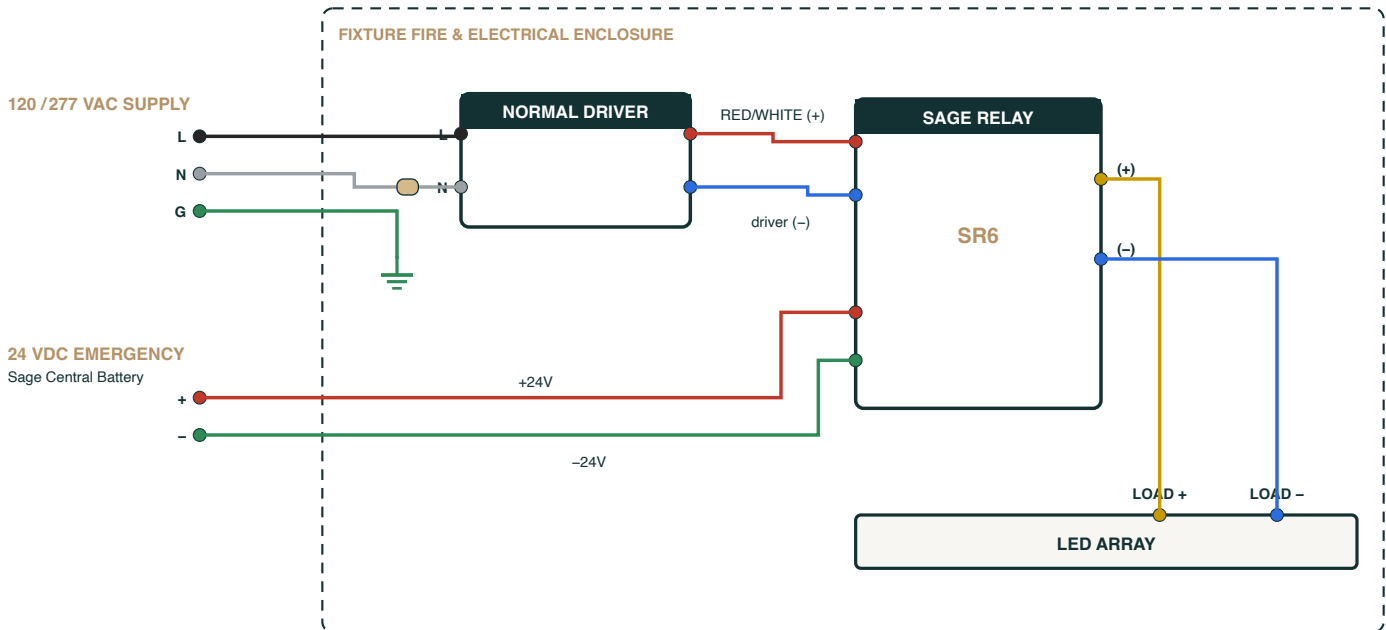 FIXTURE FIRE & ELECTRICAL ENCLOSURE
120 / 277 VAC SUPPLY
L
N
G
L
N
NORMAL DRIVER
RED/WHITE (+)
driver (−)
SAGE RELAY
SR6
(+)
(−)
24 VDC EMERGENCY
Sage Central Battery
+
−
+24V
−24V
LOAD +
LOAD −
LED ARRAY